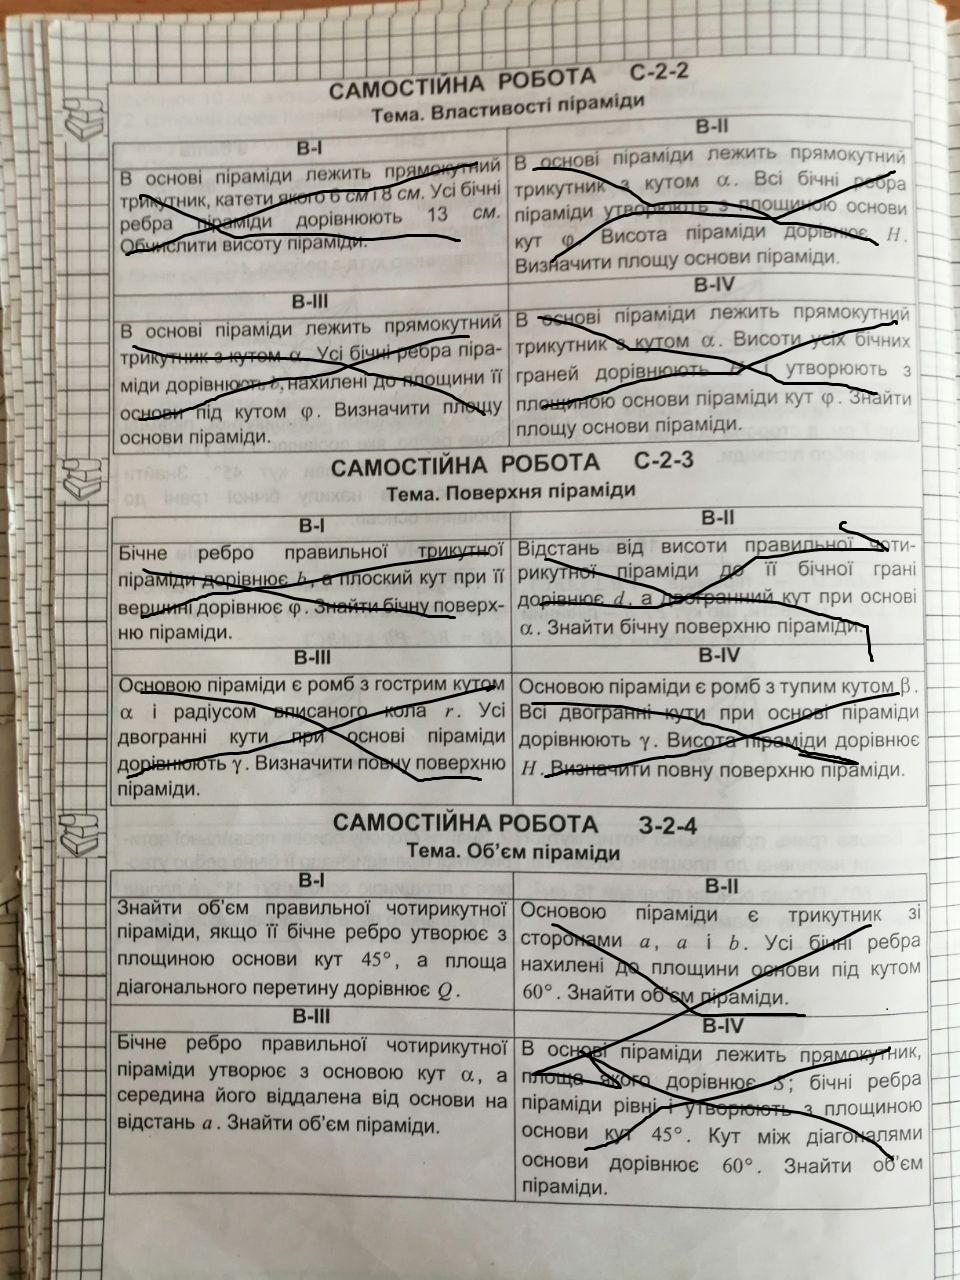 САМОСТІЙНА РОБОТА С-2-2
Тема. Властивості піраміди
В-І
В основі піраміди лежить прямокутний
трикутник, катети якого 6 см і 8 см. Усі бічні
ребра піраміди дорівнюють 13 см.
Обчислити висоту піраміди.
В-ІІ
В основі піраміди лежить прямокутний
трикутник з кутом α. Всі бічні ребра
піраміди утворюють з площиною основи
кут φ. Висота піраміди дорівнює H.
Визначити площу основи піраміди.
В-ІІІ
В основі піраміди лежить прямокутний
трикутник з кутом α. Усі бічні ребра піра-
міди дорівнюють b, нахилені до площини її
основи під кутом φ. Визначити площу
основи піраміди.
В-IV
В основі піраміди лежить прямокутний
трикутник з кутом α. Висоти усіх бічних
граней дорівнюють і утворюють з
площиною основи піраміди кут φ. Знайти
площу основи піраміди.
САМОСТІЙНА РОБОТА С-2-3
Тема. Поверхня піраміди
В-І
Бічне ребро правильної трикутної
піраміди дорівнює b, а плоский кут при її
вершині дорівнює φ. Знайти бічну поверх-
ню піраміди.
В-ІІ
Відстань від висоти правильної чоти-
рикутної піраміди до її бічної грані
дорівнює d, а двогранний кут при основі
α. Знайти бічну поверхню піраміди.
В-ІІІ
Основою піраміди є ромб з гострим кутом
α і радіусом вписаного кола r. Усі
двогранні кути при основі піраміди
дорівнюють γ. Визначити повну поверхню
піраміди.
В-IV
Основою піраміди є ромб з тупим кутом β.
Всі двогранні кути при основі піраміди
дорівнюють γ. Висота піраміди дорівнює
H. Визначити повну поверхню піраміди.
САМОСТІЙНА РОБОТА З-2-4
Тема. Об'єм піраміди
В-І
Знайти об'єм правильної чотирикутної
піраміди, якщо її бічне ребро утворює з
площиною основи кут 45°, а площа
діагонального перетину дорівнює Q.
В-ІІ
Основою піраміди є трикутник зі
сторонами a, a і b. Усі бічні ребра
нахилені до площини основи під кутом
60°. Знайти об'єм піраміди.
В-ІІІ
Бічне ребро правильної чотирикутної
піраміди утворює з основою кут α, а
середина його віддалена від основи на
відстань a. Знайти об'єм піраміди.
В-IV
В основі піраміди лежить прямокутник,
площа якого дорівнює S; бічні ребра
піраміди рівні і утворюють з площиною
основи кут 45°. Кут між діагоналями
основи дорівнює 60°. Знайти об'єм
піраміди.